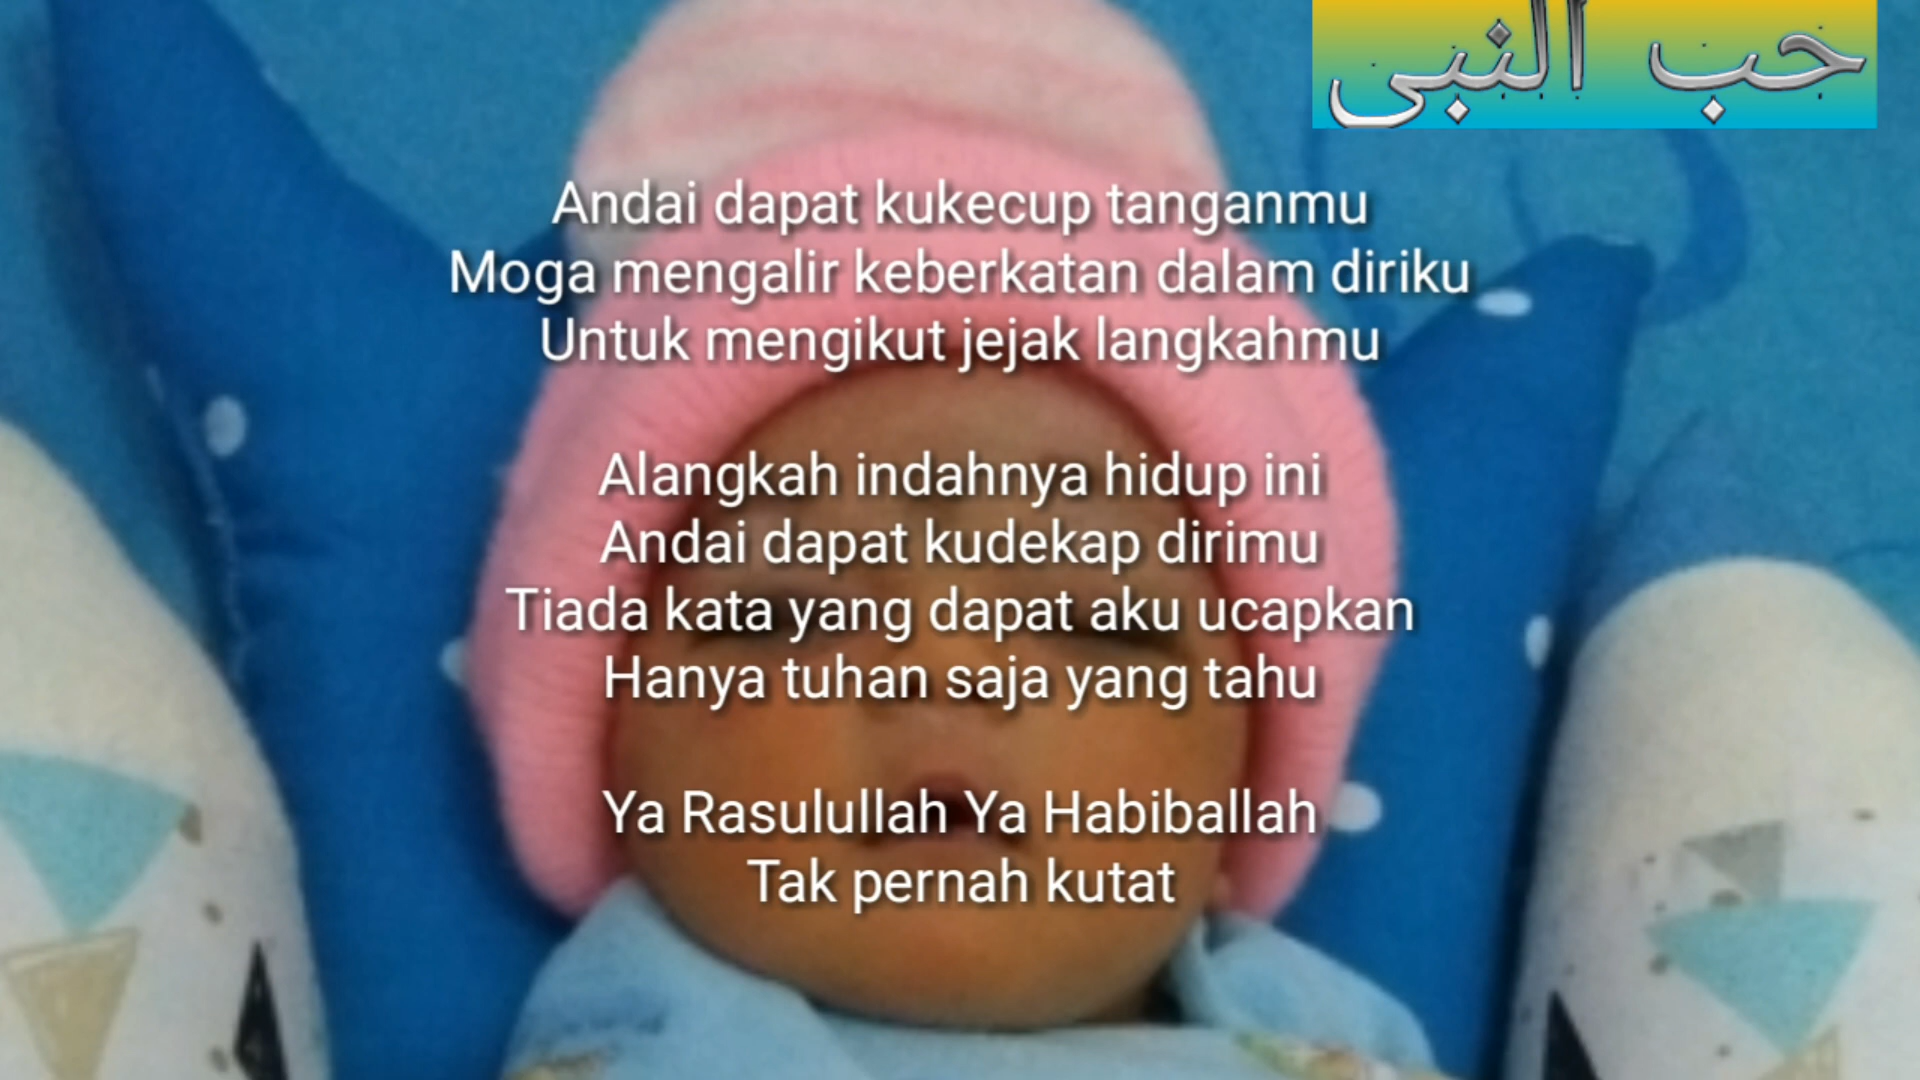 حب النبي
Andai dapat kukecup tanganmu
Moga mengalir keberkatan dalam diriku
Untuk mengikut jejak langkahmu
Alangkah indahnya hidup ini
Andai dapat kudekap dirimu
Tiada kata yang dapat aku ucapkan
Hanya tuhan saja yang tahu
Ya Rasulullah Ya Habiballah
Tak pernah kutat